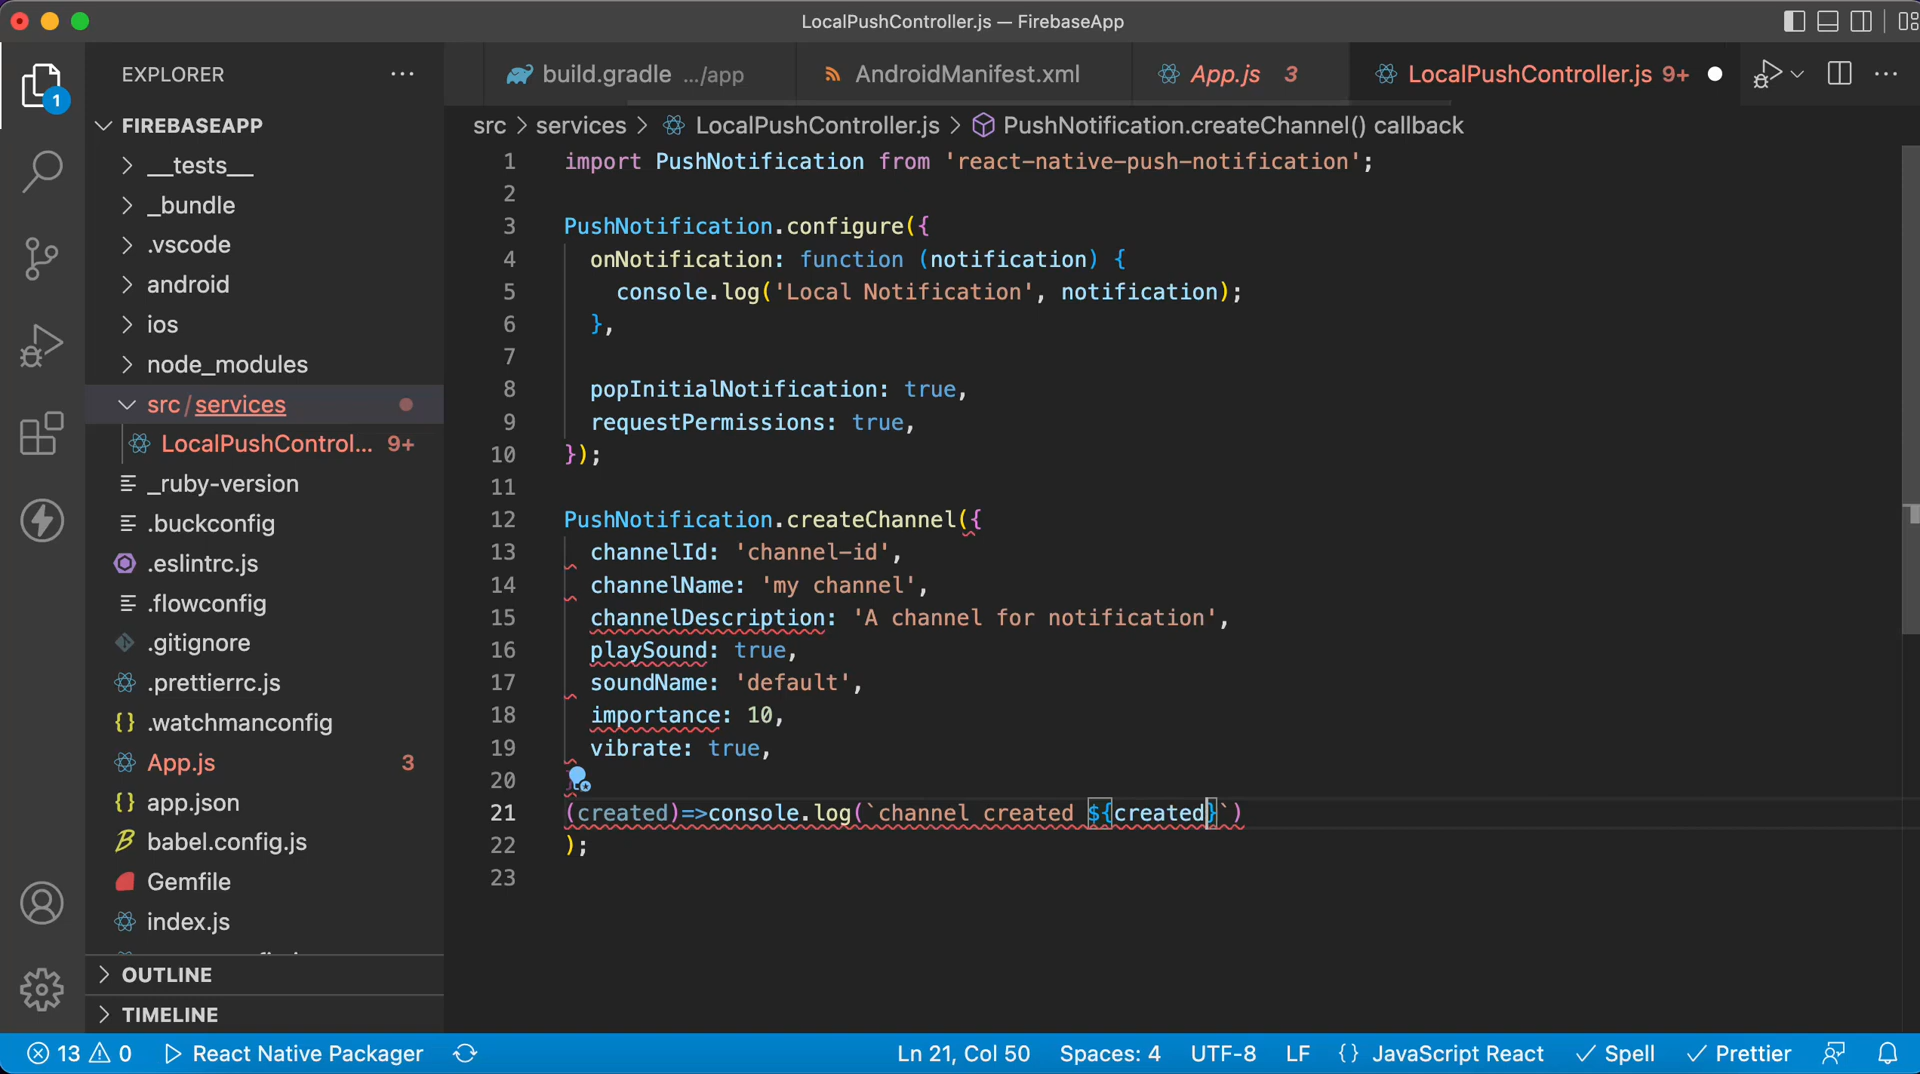 LocalPushController.js — FirebaseApp
EXPLORER
build.gradle .../app
AndroidManifest.xml
App.js 3
LocalPushController.js 9+
1
FIREBASEAPP
__tests__
_bundle
.vscode
android
ios
node_modules
src / services
LocalPushControl... 9+
_ruby-version
.buckconfig
.eslintrc.js
.flowconfig
.gitignore
.prettierrc.js
.watchmanconfig
App.js 3
app.json
babel.config.js
Gemfile
index.js
OUTLINE
TIMELINE
src > services > LocalPushController.js > PushNotification.createChannel() callback
1 import PushNotification from 'react-native-push-notification';
2
3 PushNotification.configure({
4 onNotification: function (notification) {
5 console.log('Local Notification', notification);
6 },
7
8 popInitialNotification: true,
9 requestPermissions: true,
10 });
11
12 PushNotification.createChannel({
13 channelId: 'channel-id',
14 channelName: 'my channel',
15 channelDescription: 'A channel for notification',
16 playSound: true,
17 soundName: 'default',
18 importance: 10,
19 vibrate: true,
20
21 (created)=>console.log(`channel created ${created}`)
22 );
23
13 0 React Native Packager
Ln 21, Col 50 Spaces: 4 UTF-8 LF {} JavaScript React Spell Prettier